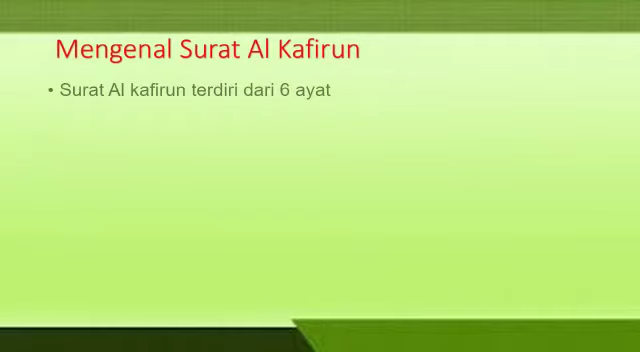 Mengenal Surat Al Kafirun
• Surat Al kafirun terdiri dari 6 ayat